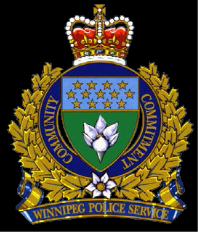 COMMUNITY
COMMITMENT
WINNIPEG POLICE SERVICE